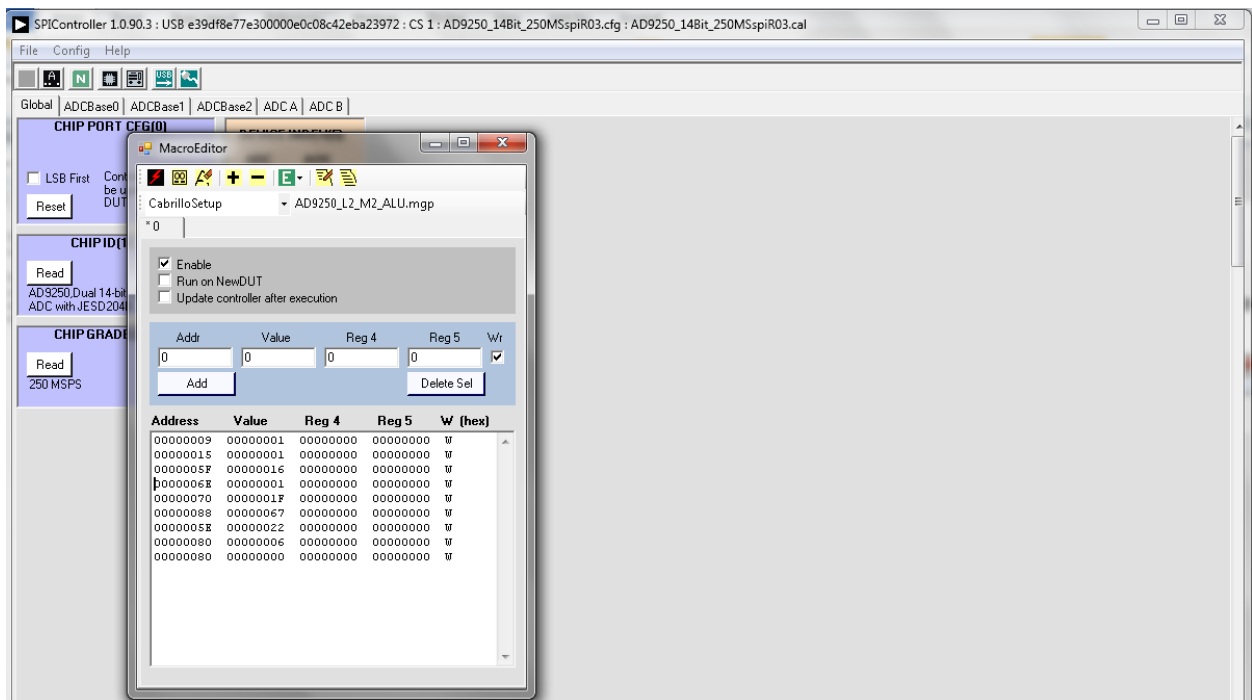 SPIController 1.0.90.3 : USB e39df8e77e300000e0c08c42eba23972 : CS 1 : AD9250_14Bit_250MSspiR03.cfg : AD9250_14Bit_250MSspiR03.cal
File Config Help
Global ADCBase0 ADCBase1 ADCBase2 ADC A ADC B
CHIP PORT CFG(0)
LSB First
Reset
CHIP ID(1
Read
AD9250,Dual 14-bit
ADC with JESD204
CHIP GRADE
Read
250 MSPS
MacroEditor
CabrilloSetup AD9250_L2_M2_ALU.mgp
* 0
Enable
Run on NewDUT
Update controller after execution
Addr Value Reg 4 Reg 5 Wr
0 0 0 0
Add Delete Sel
Address Value Reg 4 Reg 5 W (hex)
00000009 00000001 00000000 00000000 W
00000015 00000001 00000000 00000000 W
0000005F 00000016 00000000 00000000 W
0000006E 00000001 00000000 00000000 W
00000070 0000001F 00000000 00000000 W
00000088 00000067 00000000 00000000 W
0000005E 00000022 00000000 00000000 W
00000080 00000006 00000000 00000000 W
00000080 00000000 00000000 00000000 W